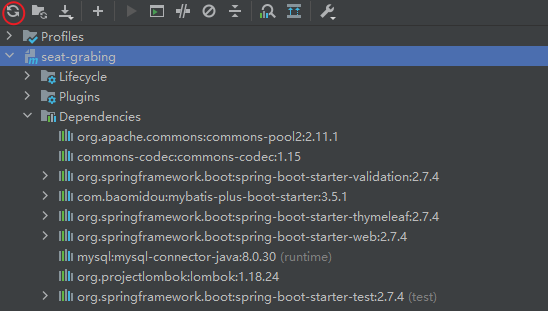 Profiles
seat-grabing
Lifecycle
Plugins
Dependencies
org.apache.commons:commons-pool2:2.11.1
commons-codec:commons-codec:1.15
org.springframework.boot:spring-boot-starter-validation:2.7.4
com.baomidou:mybatis-plus-boot-starter:3.5.1
org.springframework.boot:spring-boot-starter-thymeleaf:2.7.4
org.springframework.boot:spring-boot-starter-web:2.7.4
mysql:mysql-connector-java:8.0.30 (runtime)
org.projectlombok:lombok:1.18.24
org.springframework.boot:spring-boot-starter-test:2.7.4 (test)